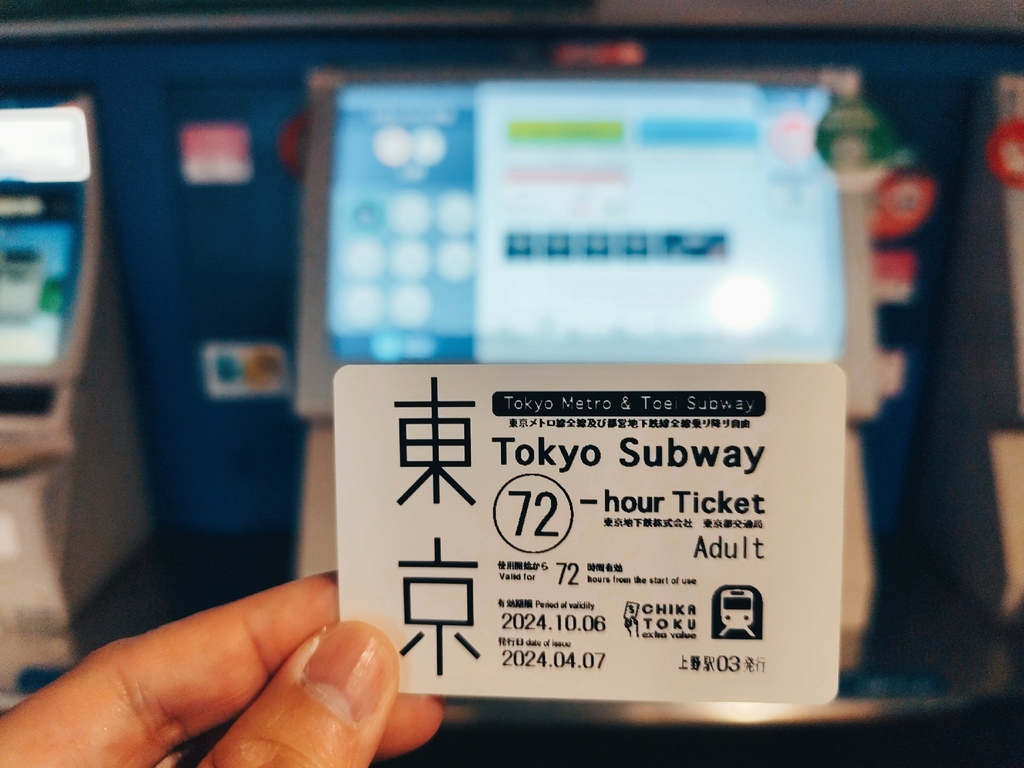 東京
Tokyo Metro & Toei Subway
東京メトロ線全線及び都営地下鉄線全線乗り降り自由
Tokyo Subway
72-hour Ticket
東京地下鉄株式会社 東京都交通局
Adult
使用開始から 72 時間有効
Valid for hours from the start of use
有効期限 Period of validity
2024.10.06
発行日 date of issue
2024.04.07
CHIKA
TOKU
extra value
上野駅03発行